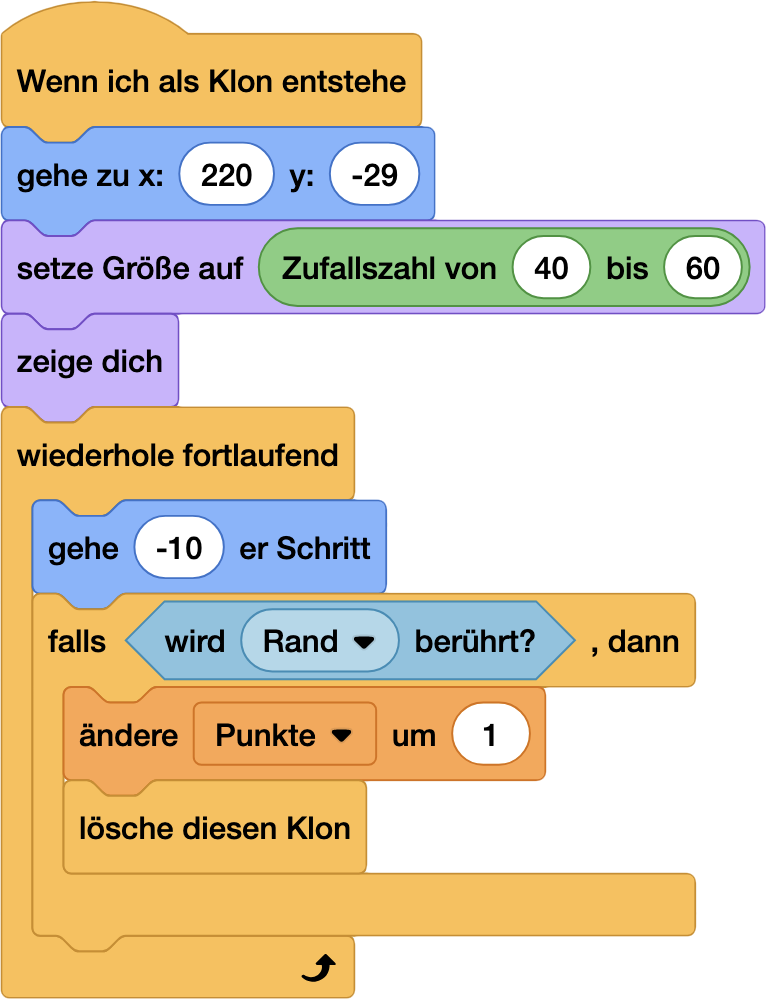 Wenn ich als Klon entstehe
gehe zu x: 220 y: -29
setze Größe auf Zufallszahl von 40 bis 60
zeige dich
wiederhole fortlaufend
gehe -10 er Schritt
falls wird Rand berührt? , dann
ändere Punkte um 1
lösche diesen Klon